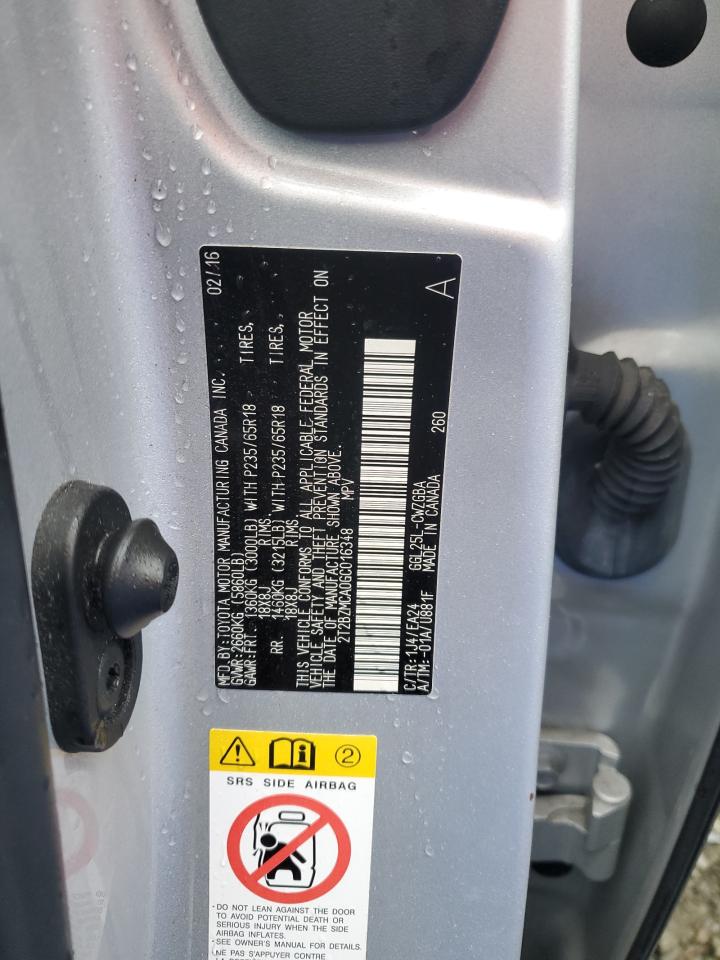 MFD.BY:TOYOTA MOTOR MANUFACTURING CANADA INC. 02/16
GVWR:2660KG (5860LB)
GAWR:FRT. 1360KG (3000LB) WITH P235/65R18 TIRES,
18X8J RIMS
RR. 1460KG (3215LB) WITH P235/65R18 TIRES,
18X8J RIMS
THIS VEHICLE CONFORMS TO ALL APPLICABLE FEDERAL MOTOR
VEHICLE SAFETY AND THEFT PREVENTION STANDARDS IN EFFECT ON
THE DATE OF MANUFACTURE SHOWN ABOVE.
2T2BZMCA0GC016348 MPV
C/TR:1J4/EA24 GGL25L-CWZGBA 260 A
A/TM:-01A/U881F MADE IN CANADA
2
SRS SIDE AIRBAG
· DO NOT LEAN AGAINST THE DOOR
TO AVOID POTENTIAL DEATH OR
SERIOUS INJURY WHEN THE SIDE
AIRBAG INFLATES.
· SEE OWNER'S MANUAL FOR DETAILS.
· NE PAS S'APPUYER CONTRE